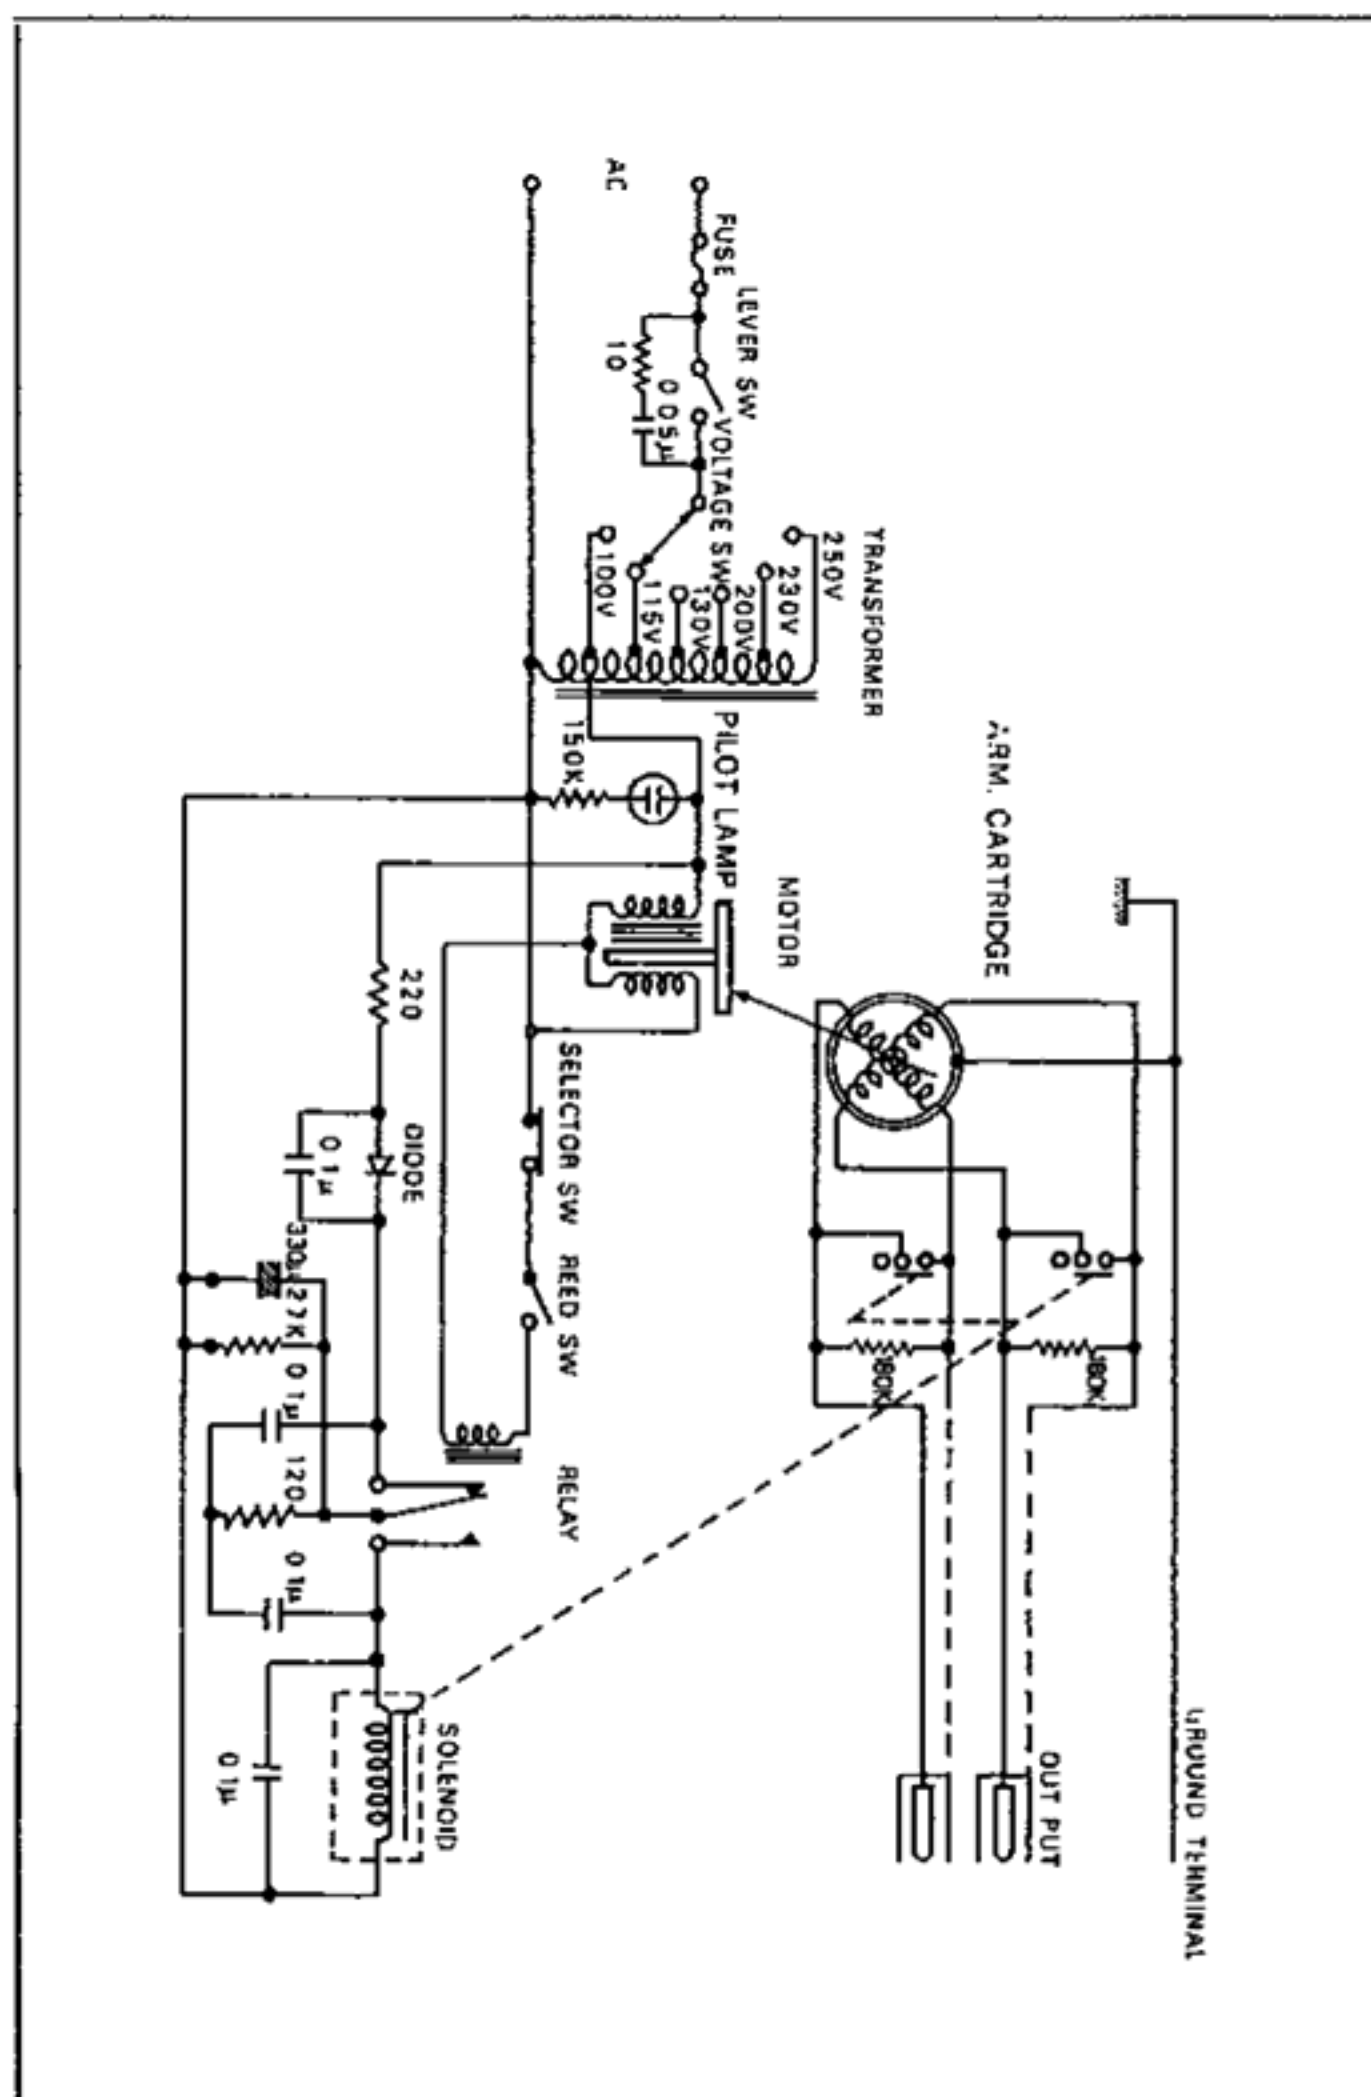 AC
FUSE
LEVER SW
10
0 05μ
VOLTAGE SW
TRANSFORMER
250V
230V
200V
130V
115V
100V
PILOT LAMP
150K
MOTOR
ARM. CARTRIDGE
GROUND TERMINAL
OUT PUT
180K
180K
SELECTOR SW
REED SW
RELAY
220
DIODE
0 1μ
330μ
27K
0 1μ
120
0 1μ
0 1μ
SOLENOID